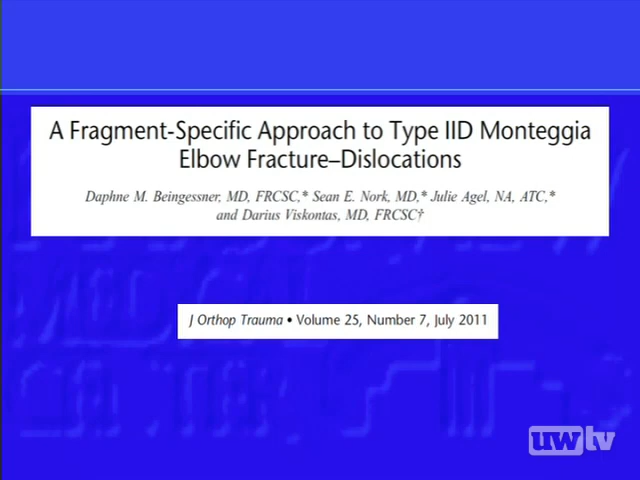 A Fragment-Specific Approach to Type IID Monteggia
Elbow Fracture–Dislocations
Daphne M. Beingessner, MD, FRCSC,* Sean E. Nork, MD,* Julie Agel, NA, ATC,*
and Darius Viskontas, MD, FRCSC†
J Orthop Trauma • Volume 25, Number 7, July 2011
uwtv